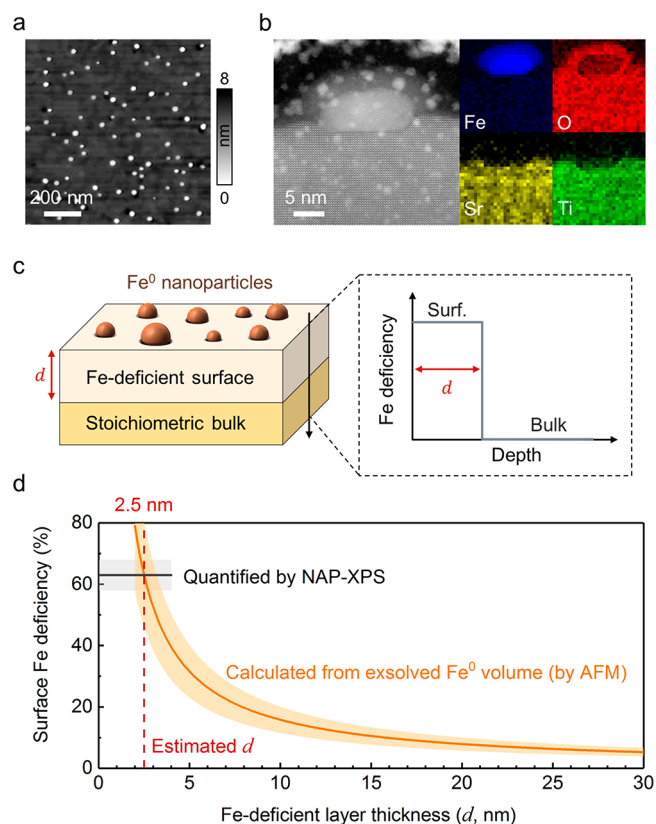 a
8
nm
0
200 nm
b
5 nm
Fe
O
Sr
Ti
c
Fe⁰ nanoparticles
d
Fe-deficient surface
Stoichiometric bulk
Fe deficiency
Surf.
d
Bulk
Depth
d
2.5 nm
Surface Fe deficiency (%)
80
60
40
20
0
Quantified by NAP-XPS
Calculated from exsolved Fe⁰ volume (by AFM)
Estimated d
0 5 10 15 20 25 30
Fe-deficient layer thickness (d, nm)